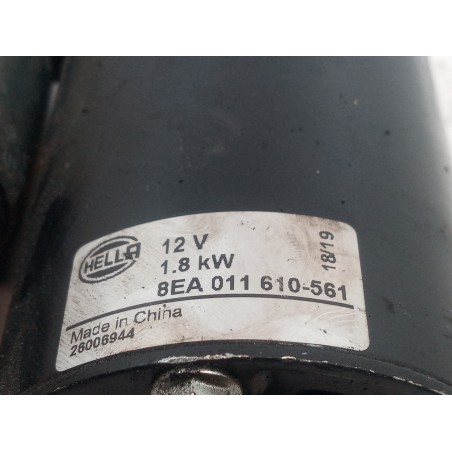 HELLA
12 V
1.8 kW
8EA 011 610-561
18/19
Made in China
26006944